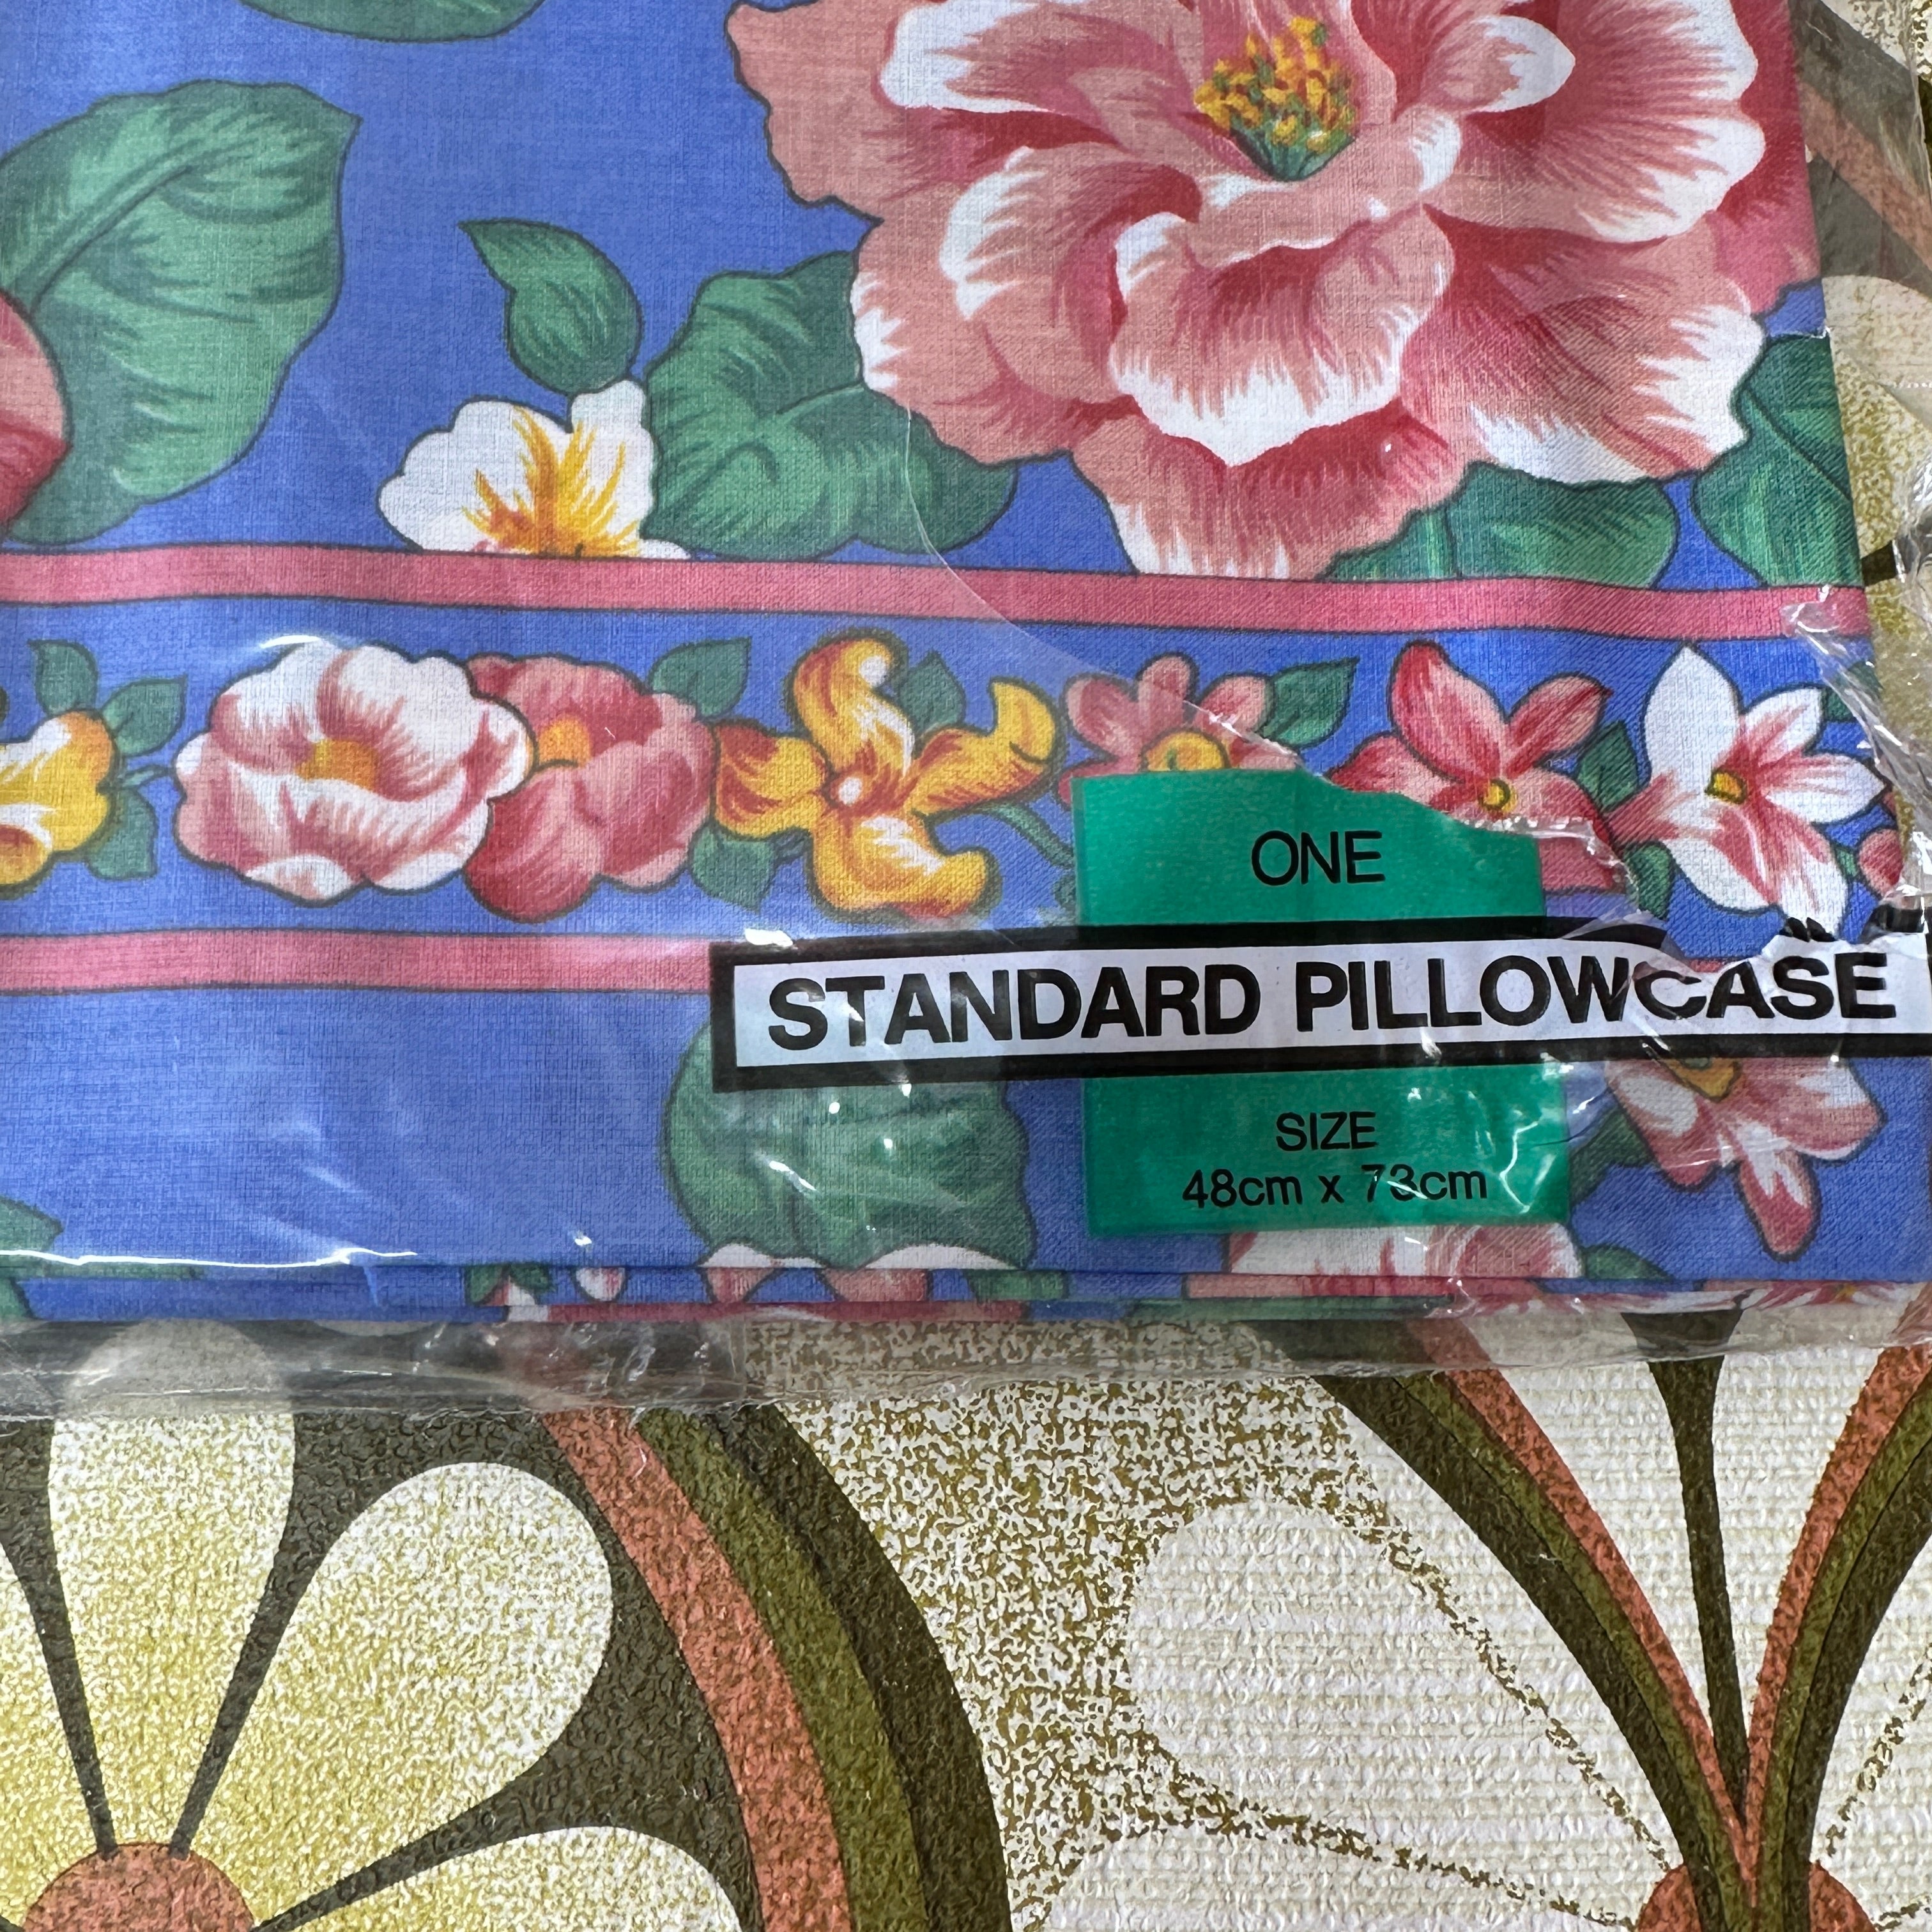 ONE
STANDARD PILLOWCASE
SIZE
48cm x 73cm